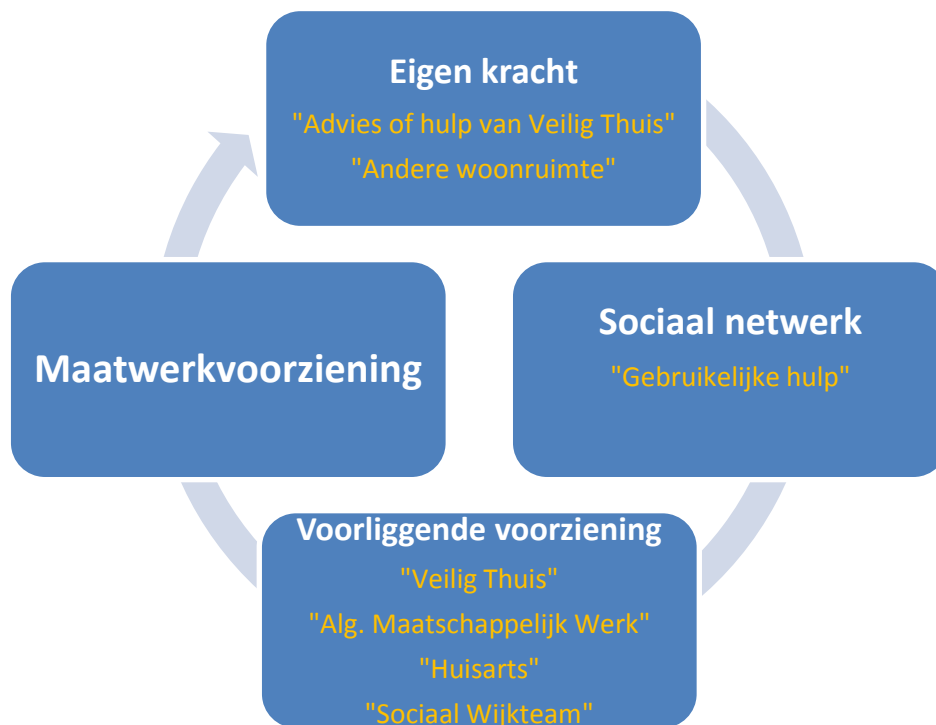 Eigen kracht
"Advies of hulp van Veilig Thuis"
"Andere woonruimte"
Sociaal netwerk
"Gebruikelijke hulp"
Voorliggende voorziening
"Veilig Thuis"
"Alg. Maatschappelijk Werk"
"Huisarts"
"Sociaal Wijkteam"
Maatwerkvoorziening